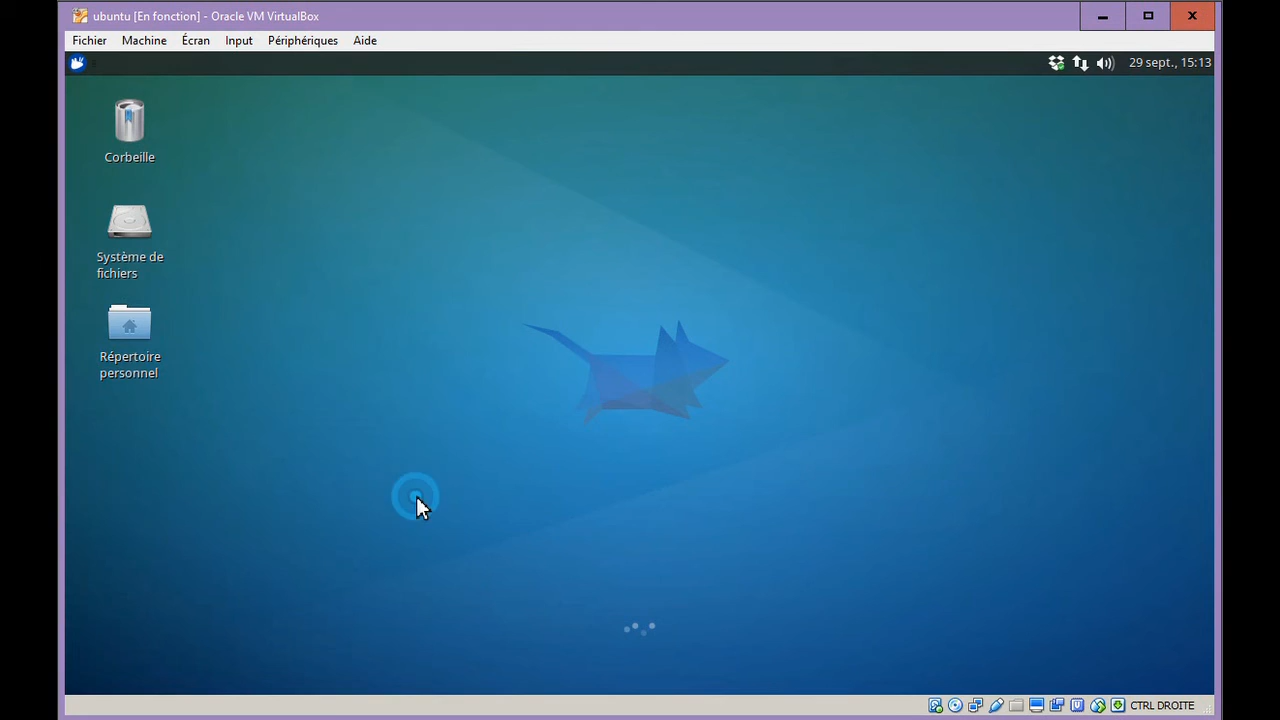 ubuntu [En fonction] - Oracle VM VirtualBox
Fichier Machine Écran Input Périphériques Aide
29 sept., 15:13
Corbeille
Système de
fichiers
Répertoire
personnel
CTRL DROITE